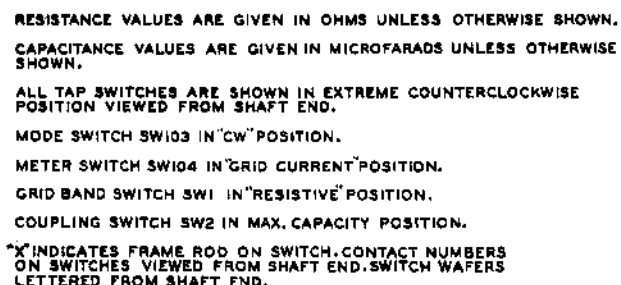 RESISTANCE VALUES ARE GIVEN IN OHMS UNLESS OTHERWISE SHOWN.
CAPACITANCE VALUES ARE GIVEN IN MICROFARADS UNLESS OTHERWISE
SHOWN.
ALL TAP SWITCHES ARE SHOWN IN EXTREME COUNTERCLOCKWISE
POSITION VIEWED FROM SHAFT END.
MODE SWITCH SW103 IN "CW" POSITION.
METER SWITCH SW104 IN "GRID CURRENT" POSITION.
GRID BAND SWITCH SW1 IN "RESISTIVE" POSITION.
COUPLING SWITCH SW2 IN MAX. CAPACITY POSITION.
"X" INDICATES FRAME ROD ON SWITCH. CONTACT NUMBERS
ON SWITCHES VIEWED FROM SHAFT END. SWITCH WAFERS
LETTERED FROM SHAFT END.